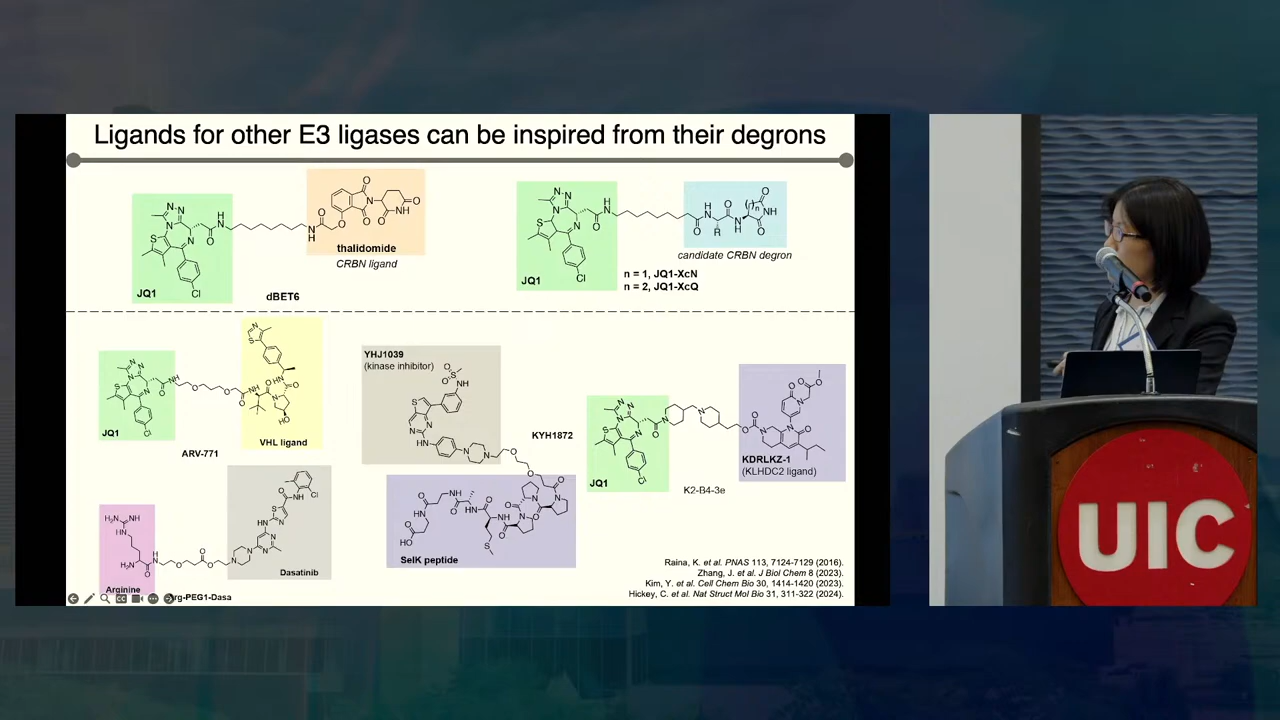 Ligands for other E3 ligases can be inspired from their degrons
JQ1
dBET6
thalidomide
CRBN ligand
JQ1
candidate CRBN degron
n = 1, JQ1-XcN
n = 2, JQ1-XcQ
JQ1
ARV-771
VHL ligand
YHJ1039
(kinase inhibitor)
KYH1872
SelK peptide
JQ1
K2-B4-3e
KDRLKZ-1
(KLHDC2 ligand)
Arginine
Arg-PEG1-Dasa
Dasatinib
Raina, K. et al. PNAS 113, 7124-7129 (2016).
Zhang, J. et al. J Biol Chem 8 (2023).
Kim, Y. et al. Cell Chem Bio 30, 1414-1420 (2023).
Hickey, C. et al. Nat Struct Mol Bio 31, 311-322 (2024).
UIC